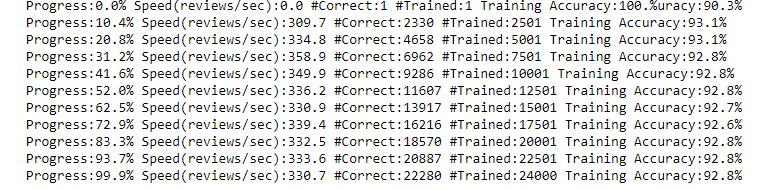 Progress:0.0% Speed(reviews/sec):0.0 #Correct:1 #Trained:1 Training Accuracy:100.%uracy:90.3%
Progress:10.4% Speed(reviews/sec):309.7 #Correct:2330 #Trained:2501 Training Accuracy:93.1%
Progress:20.8% Speed(reviews/sec):334.8 #Correct:4658 #Trained:5001 Training Accuracy:93.1%
Progress:31.2% Speed(reviews/sec):358.9 #Correct:6962 #Trained:7501 Training Accuracy:92.8%
Progress:41.6% Speed(reviews/sec):349.9 #Correct:9286 #Trained:10001 Training Accuracy:92.8%
Progress:52.0% Speed(reviews/sec):336.2 #Correct:11607 #Trained:12501 Training Accuracy:92.8%
Progress:62.5% Speed(reviews/sec):330.9 #Correct:13917 #Trained:15001 Training Accuracy:92.7%
Progress:72.9% Speed(reviews/sec):339.4 #Correct:16216 #Trained:17501 Training Accuracy:92.6%
Progress:83.3% Speed(reviews/sec):332.5 #Correct:18570 #Trained:20001 Training Accuracy:92.8%
Progress:93.7% Speed(reviews/sec):333.6 #Correct:20887 #Trained:22501 Training Accuracy:92.8%
Progress:99.9% Speed(reviews/sec):330.7 #Correct:22280 #Trained:24000 Training Accuracy:92.8%